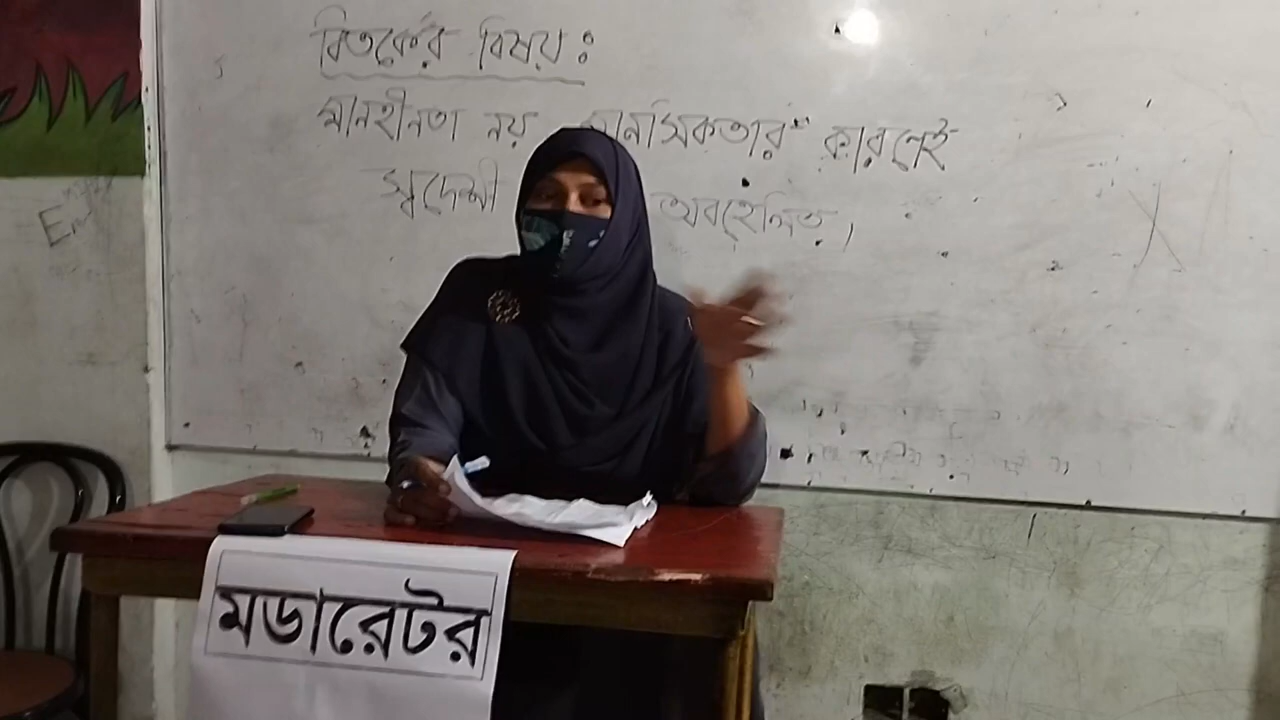 বিতর্কের বিষয়ঃ
মানহীনতা নয় মানসিকতার কারণেই
স্বদেশী অবহেলিত।
মডারেটর